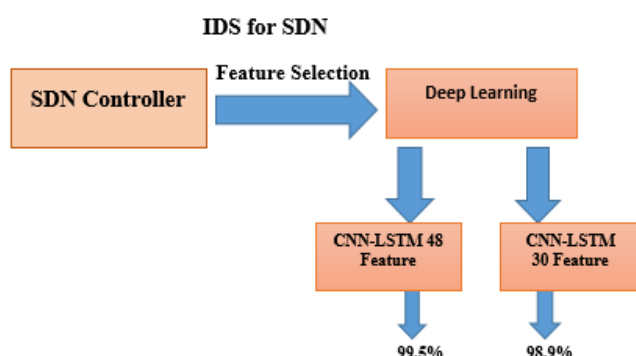 IDS for SDN
Feature Selection
SDN Controller
Deep Learning
CNN-LSTM 48
Feature
CNN-LSTM
30 Feature
99.5%
98.9%